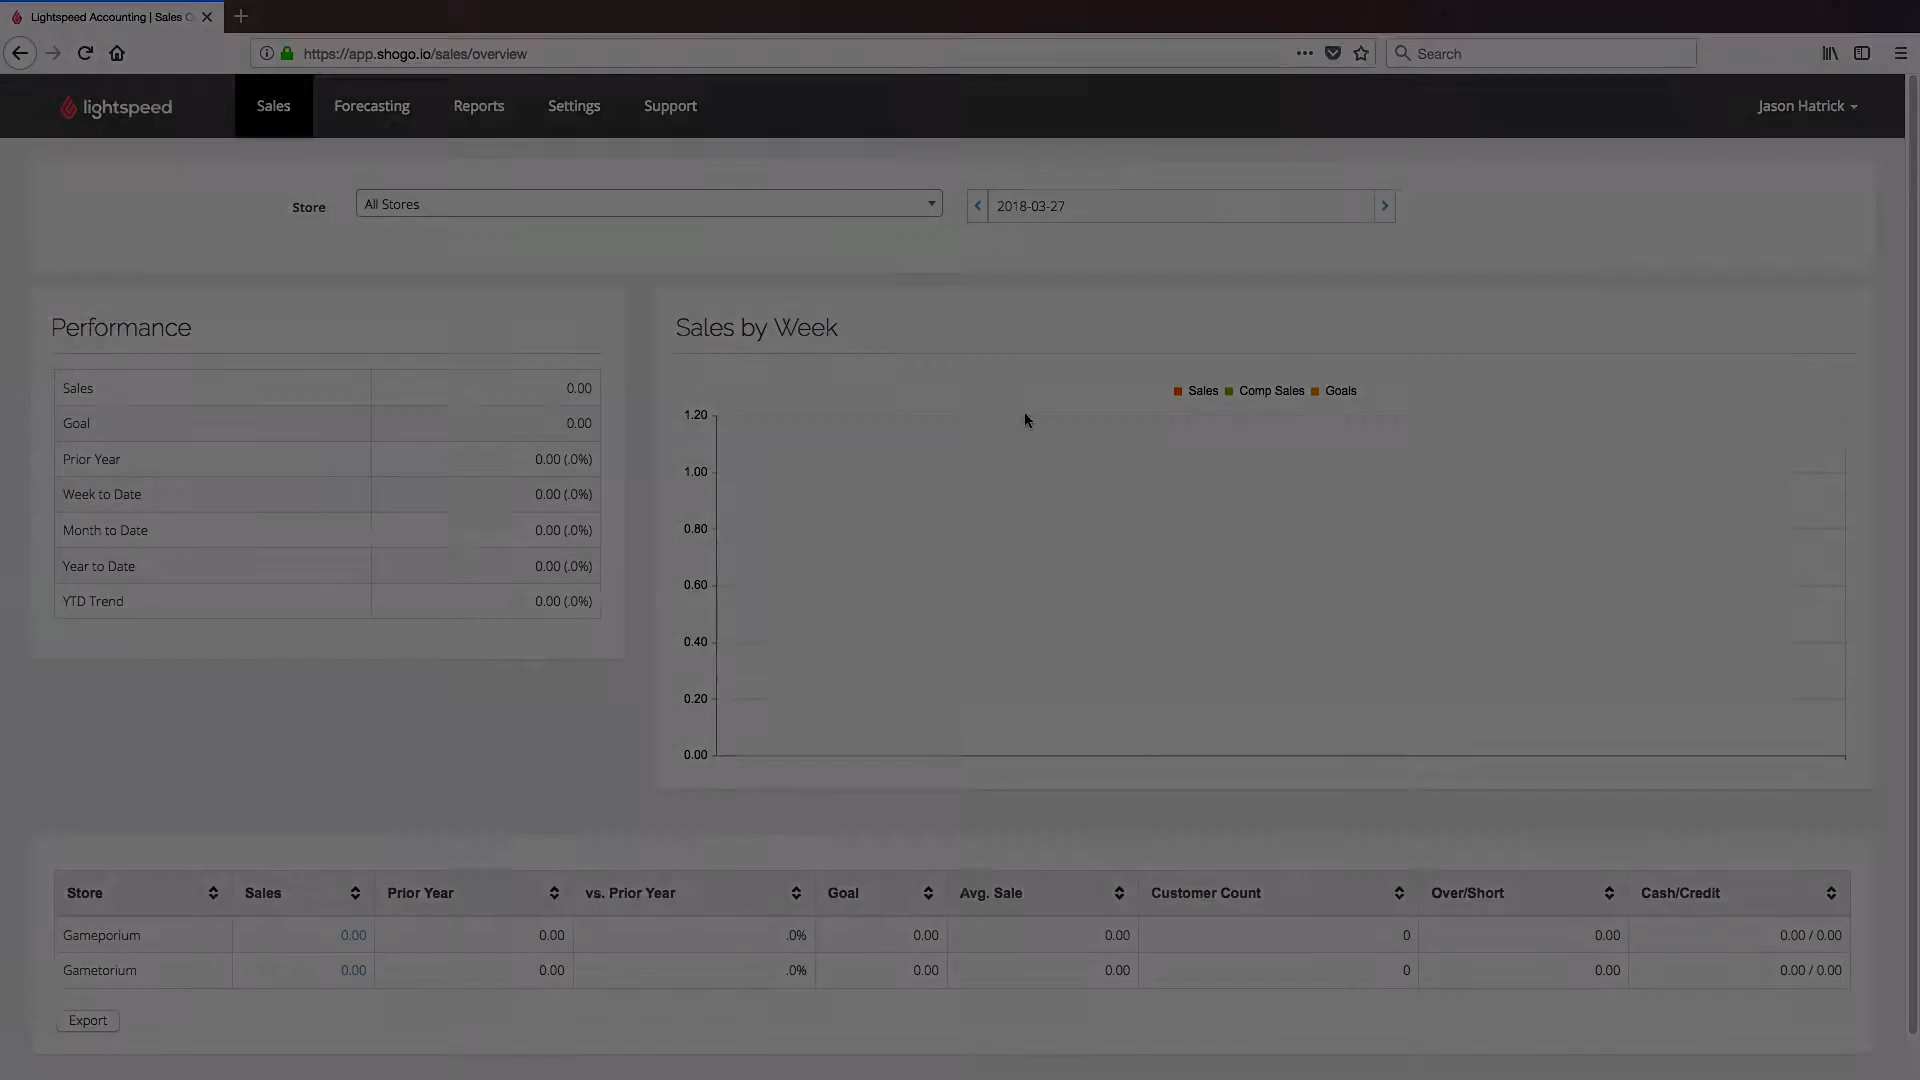 Lightspeed Accounting | Sales O
https://app.shogo.io/sales/overview
Search
lightspeed
Sales
Forecasting
Reports
Settings
Support
Jason Hatrick
Store
All Stores
2018-03-27
Performance
Sales 0.00
Goal 0.00
Prior Year 0.00 (.0%)
Week to Date 0.00 (.0%)
Month to Date 0.00 (.0%)
Year to Date 0.00 (.0%)
YTD Trend 0.00 (.0%)
Sales by Week
Sales Comp Sales Goals
1.20
1.00
0.80
0.60
0.40
0.20
0.00
Store Sales Prior Year vs. Prior Year Goal Avg. Sale Customer Count Over/Short Cash/Credit
Gameporium 0.00 0.00 .0% 0.00 0.00 0 0.00 0.00 / 0.00
Gametorium 0.00 0.00 .0% 0.00 0.00 0 0.00 0.00 / 0.00
Export